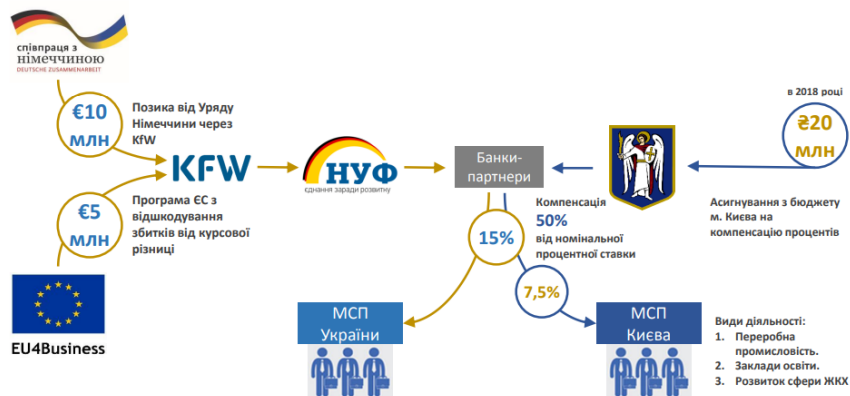 співпраця з
німеччиною
DEUTSCHE ZUSAMMENARBEIT
€10
млн
Позика від Уряду
Німеччини через
KfW
KFW
€5
млн
Програма ЄС з
відшкодування
збитків від курсової
різниці
EU4Business
НУФ
єднання заради розвитку
Банки-
партнери
в 2018 році
₴20
млн
Асигнування з бюджету
м. Києва на
компенсацію процентів
Компенсація
50%
від номінальної
процентної ставки
15%
7,5%
МСП
України
МСП
Києва
Види діяльності:
1. Переробна
промисловість.
2. Заклади освіти.
3. Розвиток сфери ЖКХ